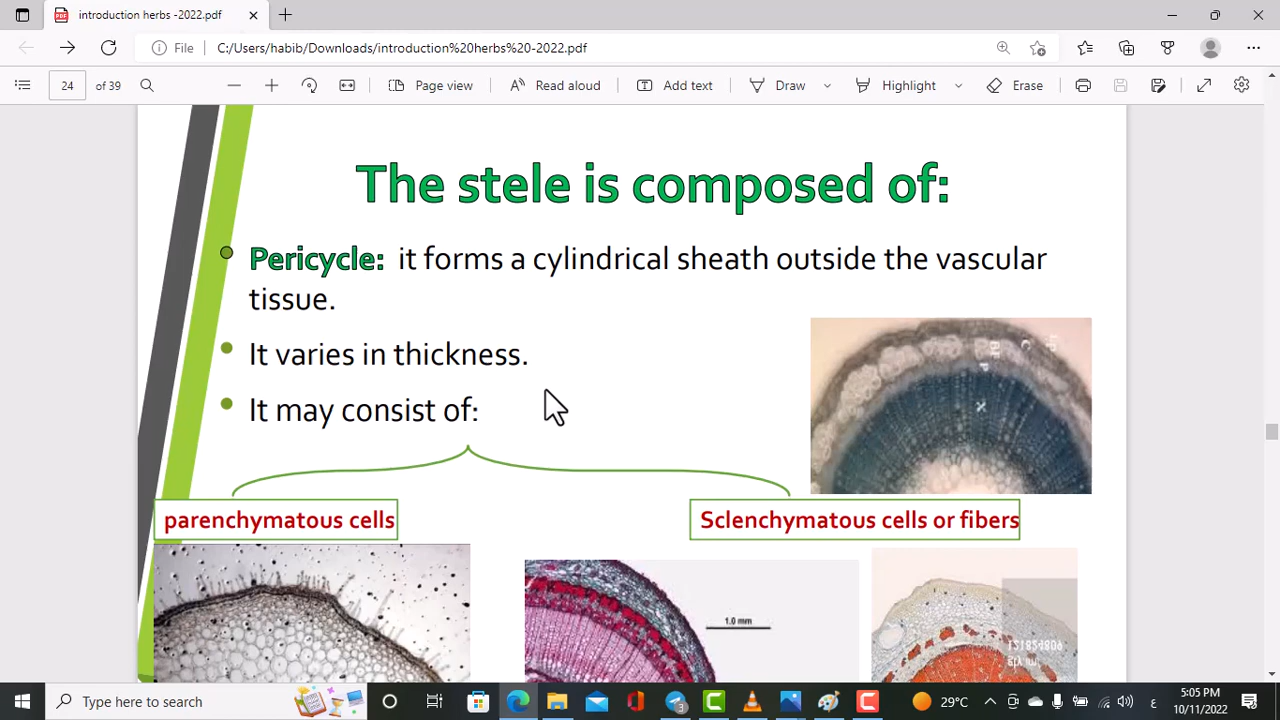 introduction herbs -2022.pdf
File
C:/Users/habib/Downloads/introduction%20herbs%20-2022.pdf
24 of 39
Page view
Read aloud
Add text
Draw
Highlight
Erase
The stele is composed of:
Pericycle: it forms a cylindrical sheath outside the vascular
tissue.
It varies in thickness.
It may consist of:
parenchymatous cells
Sclenchymatous cells or fibers
1.0 mm
Type here to search
29°C
ع
10/11/2022